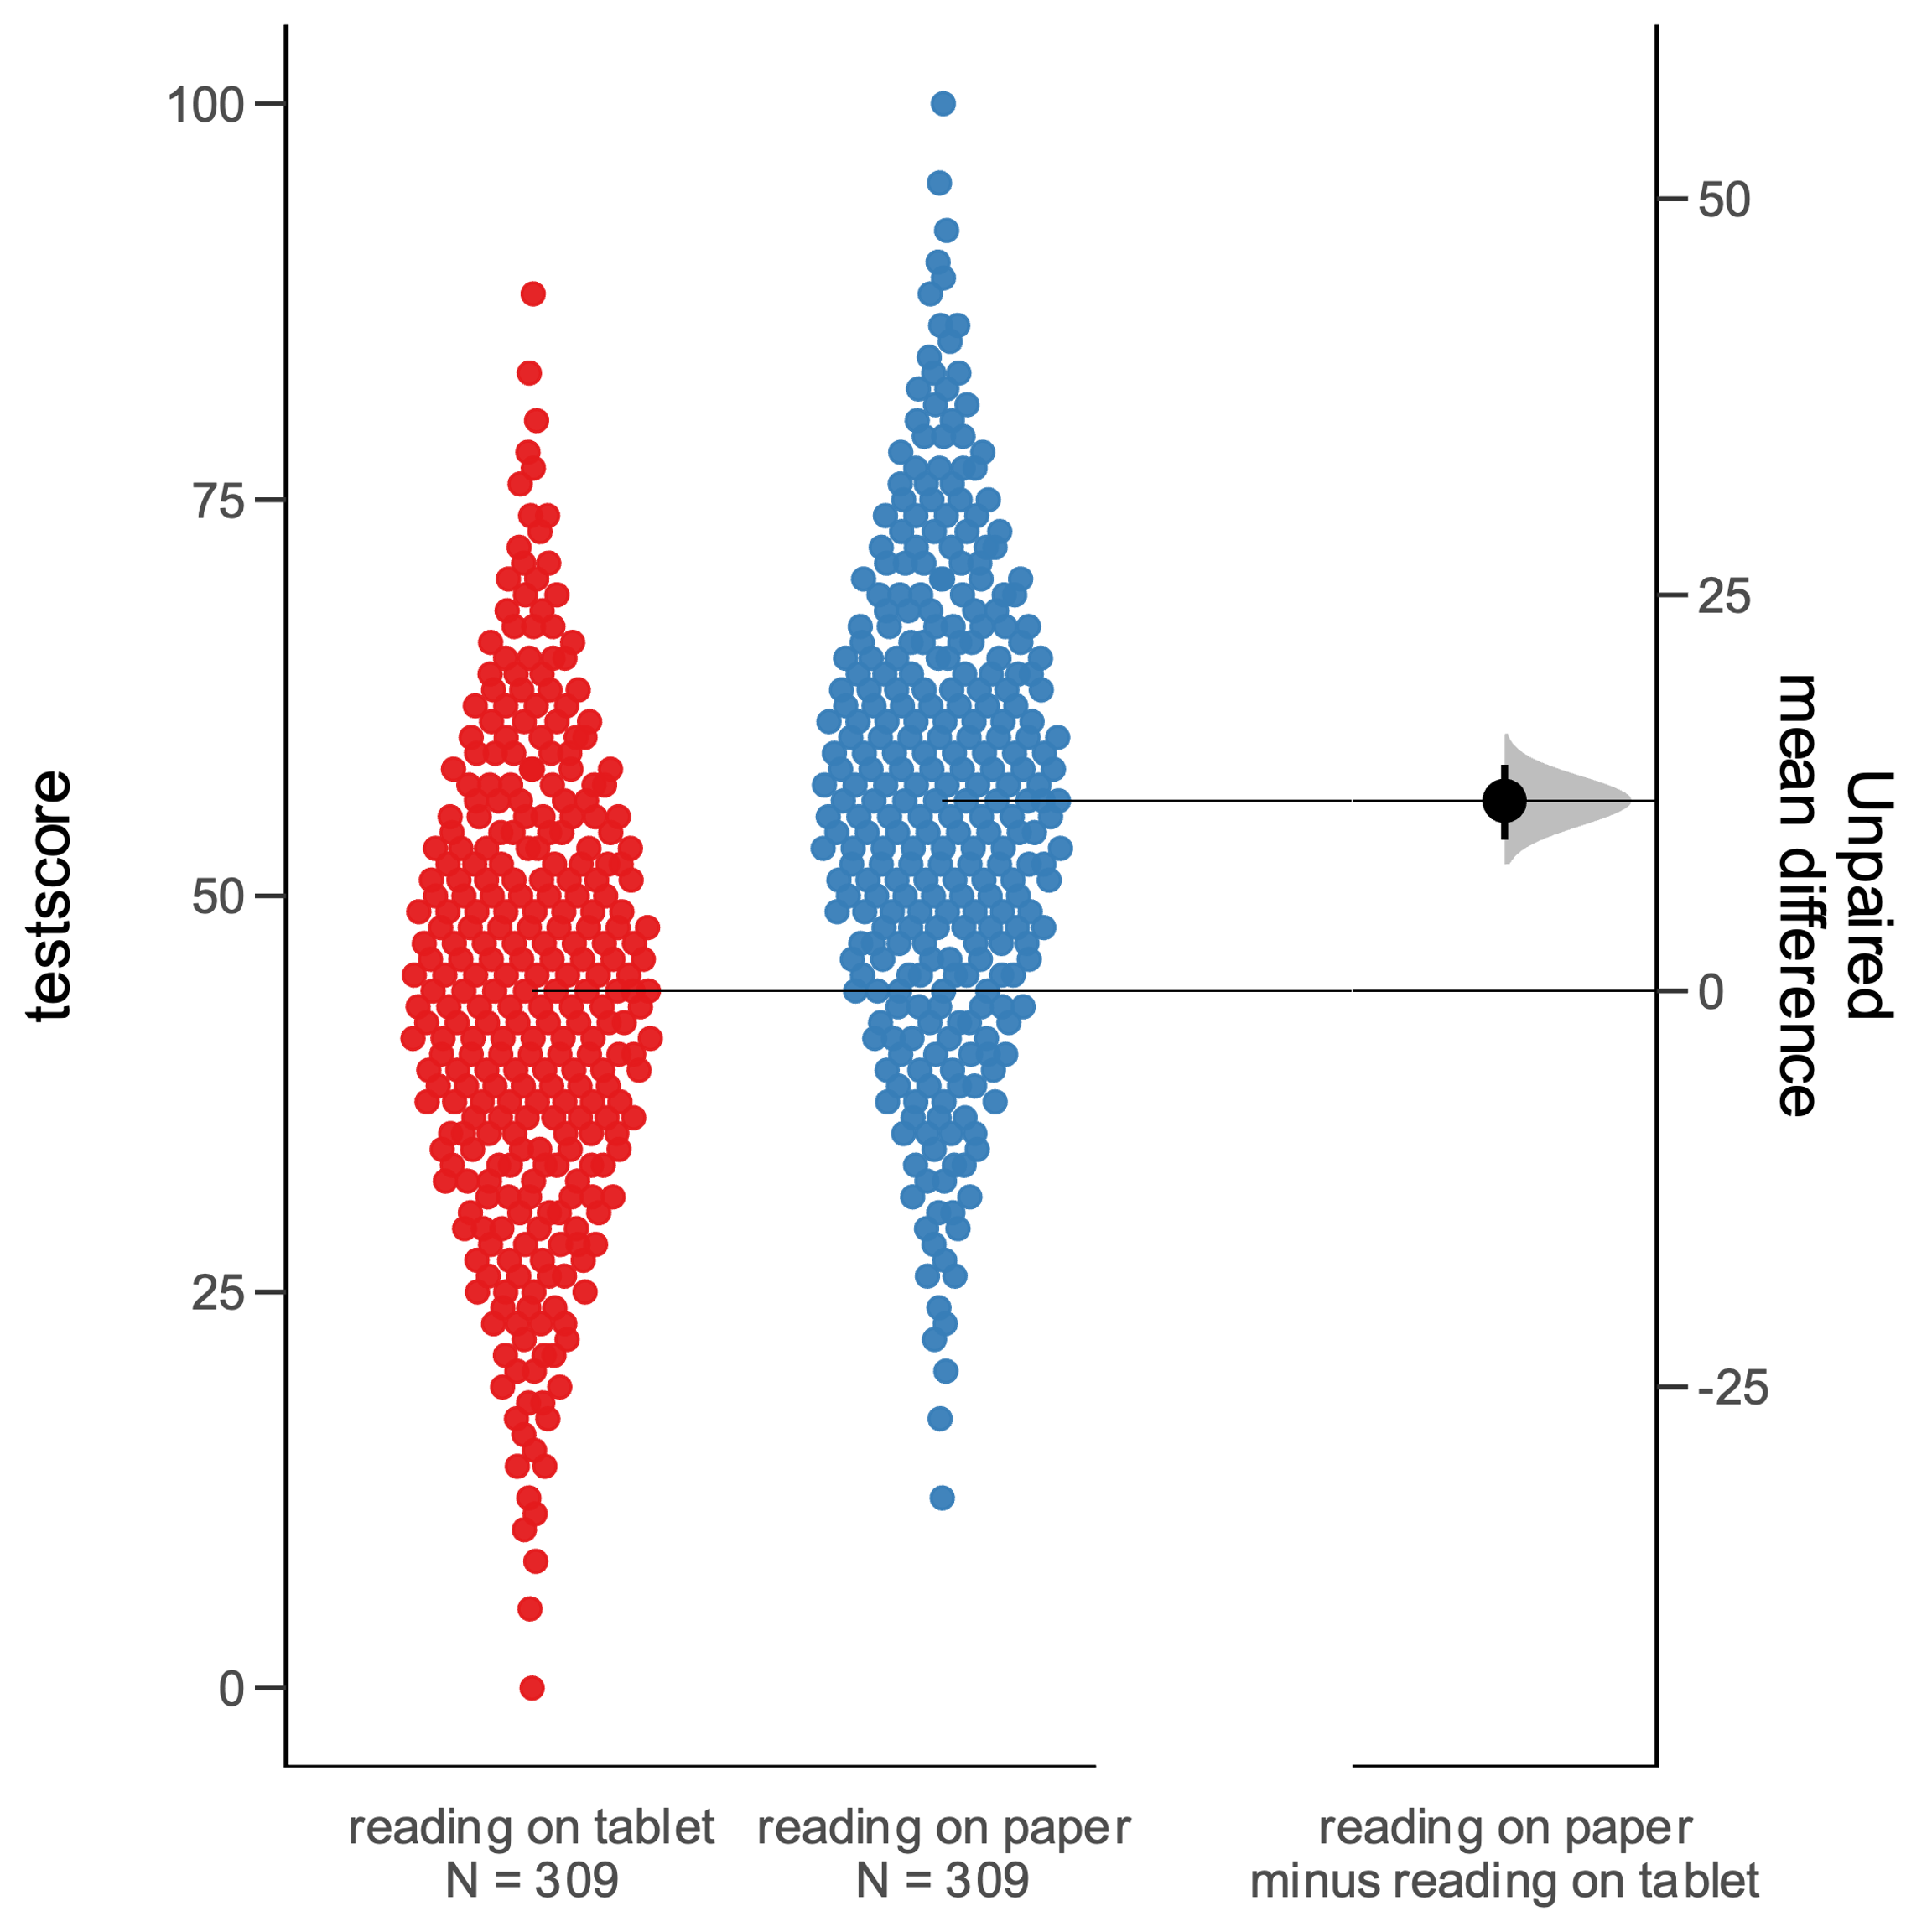 testscore
100
75
50
25
0
50
25
0
-25
Unpaired
mean difference
reading on tablet
N = 309
reading on paper
N = 309
reading on paper
minus reading on tablet